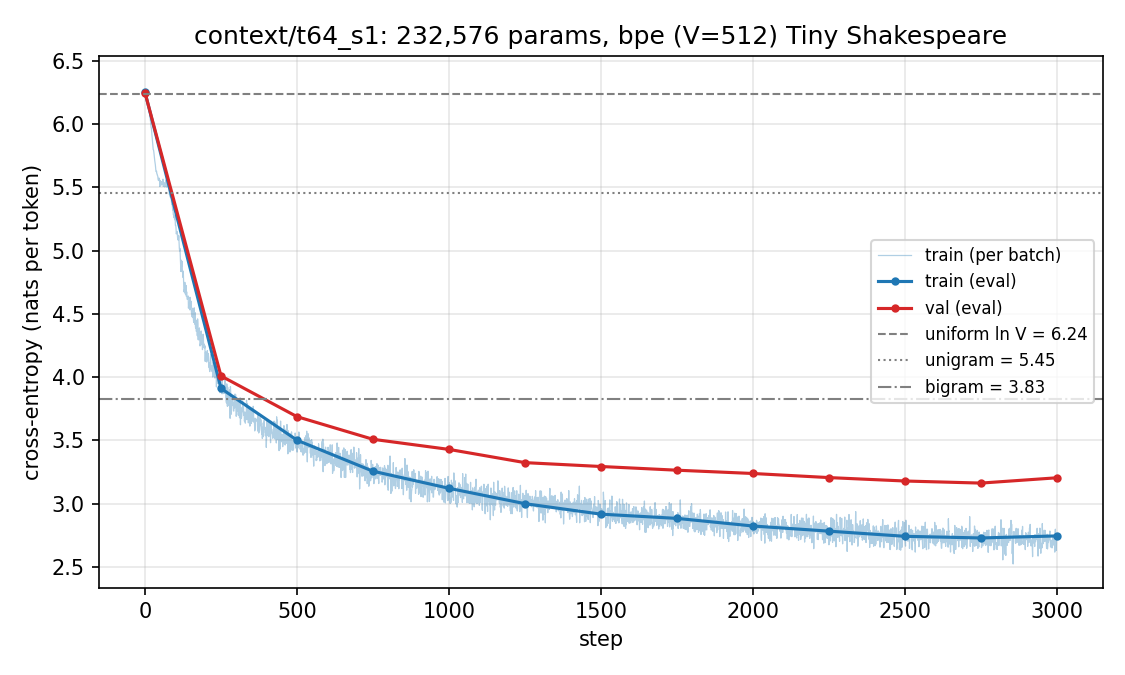 context/t64_s1: 232,576 params, bpe (V=512) Tiny Shakespeare
cross-entropy (nats per token)
6.5
6.0
5.5
5.0
4.5
4.0
3.5
3.0
2.5
train (per batch)
train (eval)
val (eval)
uniform ln V = 6.24
unigram = 5.45
bigram = 3.83
0 500 1000 1500 2000 2500 3000
step